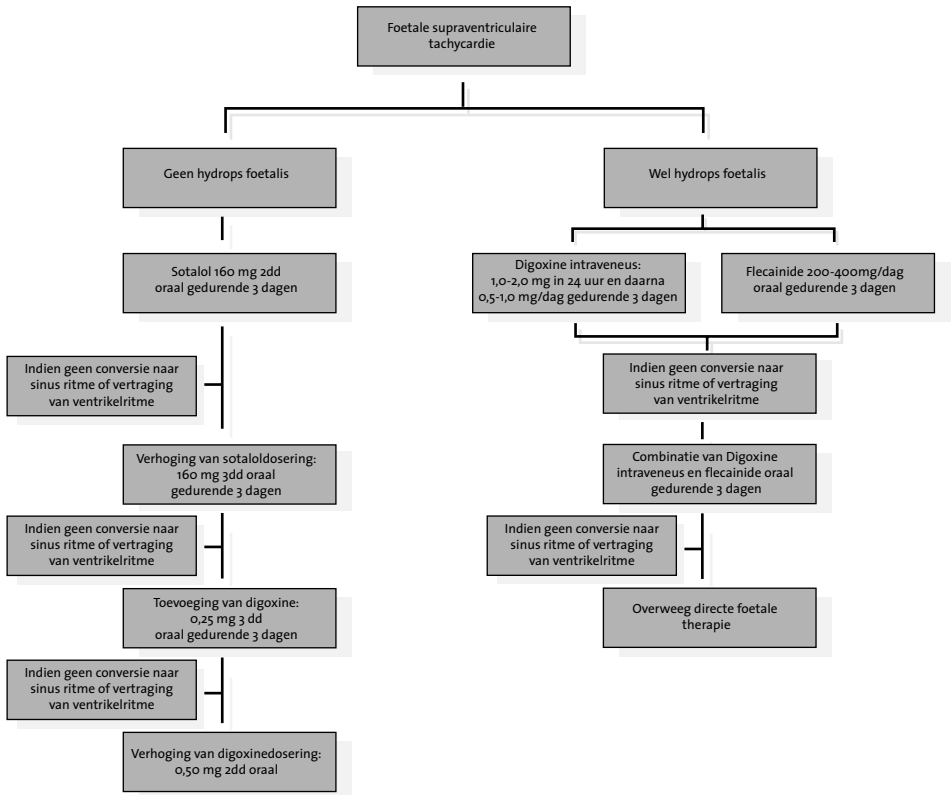 Foetale supraventriculaire
tachycardie
Geen hydrops foetalis
Wel hydrops foetalis
Sotalol 160 mg 2dd
oraal gedurende 3 dagen
Digoxine intraveneus:
1,0-2,0 mg in 24 uur en daarna
0,5-1,0 mg/dag gedurende 3 dagen
Flecainide 200-400mg/dag
oraal gedurende 3 dagen
Indien geen conversie naar
sinus ritme of vertraging
van ventrikelritme
Indien geen conversie naar
sinus ritme of vertraging
van ventrikelritme
Verhoging van sotaloldosering:
160 mg 3dd oraal
gedurende 3 dagen
Combinatie van Digoxine
intraveneus en flecainide oraal
gedurende 3 dagen
Indien geen conversie naar
sinus ritme of vertraging
van ventrikelritme
Indien geen conversie naar
sinus ritme of vertraging
van ventrikelritme
Toevoeging van digoxine:
0,25 mg 3 dd
oraal gedurende 3 dagen
Overweeg directe foetale
therapie
Indien geen conversie naar
sinus ritme of vertraging
van ventrikelritme
Verhoging van digoxinedosering:
0,50 mg 2dd oraal